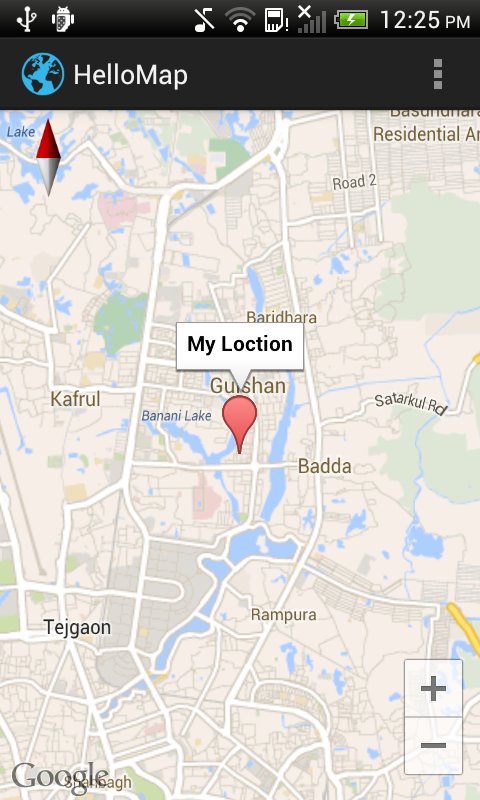 12:25 PM
HelloMap
Basundhara
Residential Ar
Lake
Road 2
Baridhara
My Loction
Gulshan
Kafrul
Banani Lake
Satarkul Rd
Badda
Rampura
Tejgaon
+
−
Google
Shahbagh